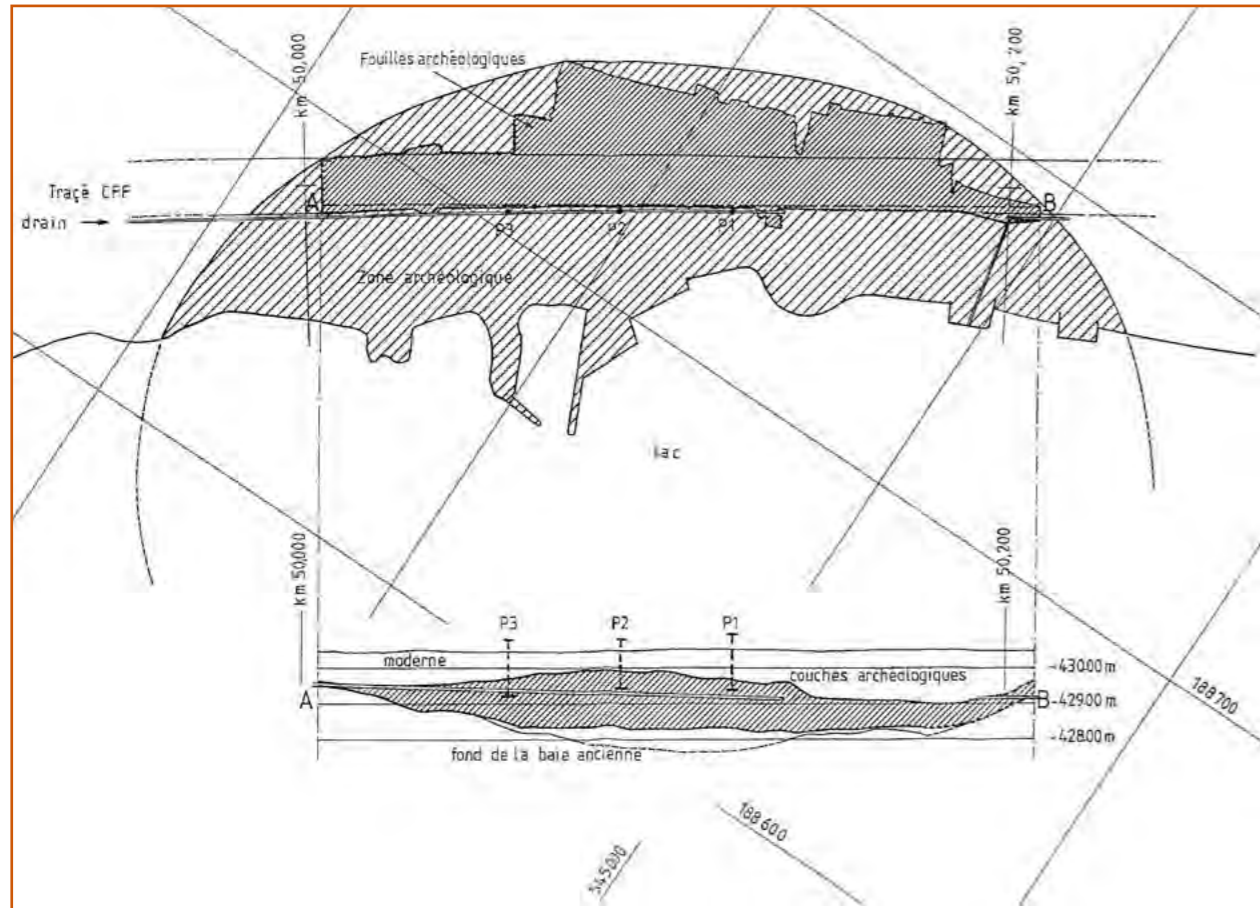 km 50,000
Fouilles archéologiques
km 50,200
Tracé CFF
A
B
drain
P3
P2
P1
Zone archéologique
lac
km 50,000
km 50,200
P3
P2
P1
moderne
couches archéologiques
430.00 m
A
B
429.00 m
428.00 m
fond de la baie ancienne
188700
188600
545000